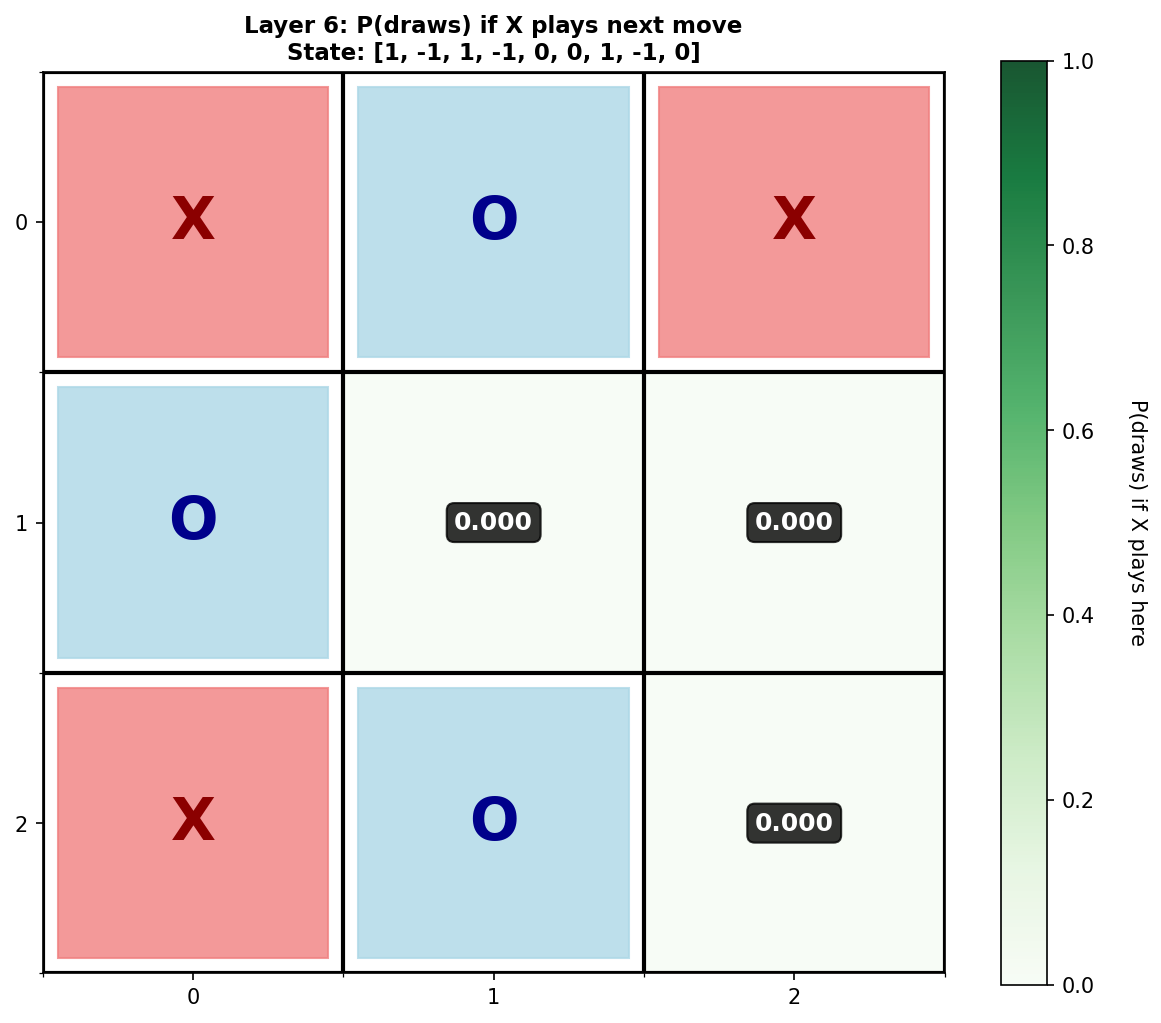 Layer 6: P(draws) if X plays next move
State: [1, -1, 1, -1, 0, 0, 1, -1, 0]
0
X
O
X
1
O
0.000
0.000
2
X
O
0.000
0
1
2
1.0
0.8
0.6
0.4
0.2
0.0
P(draws) if X plays here